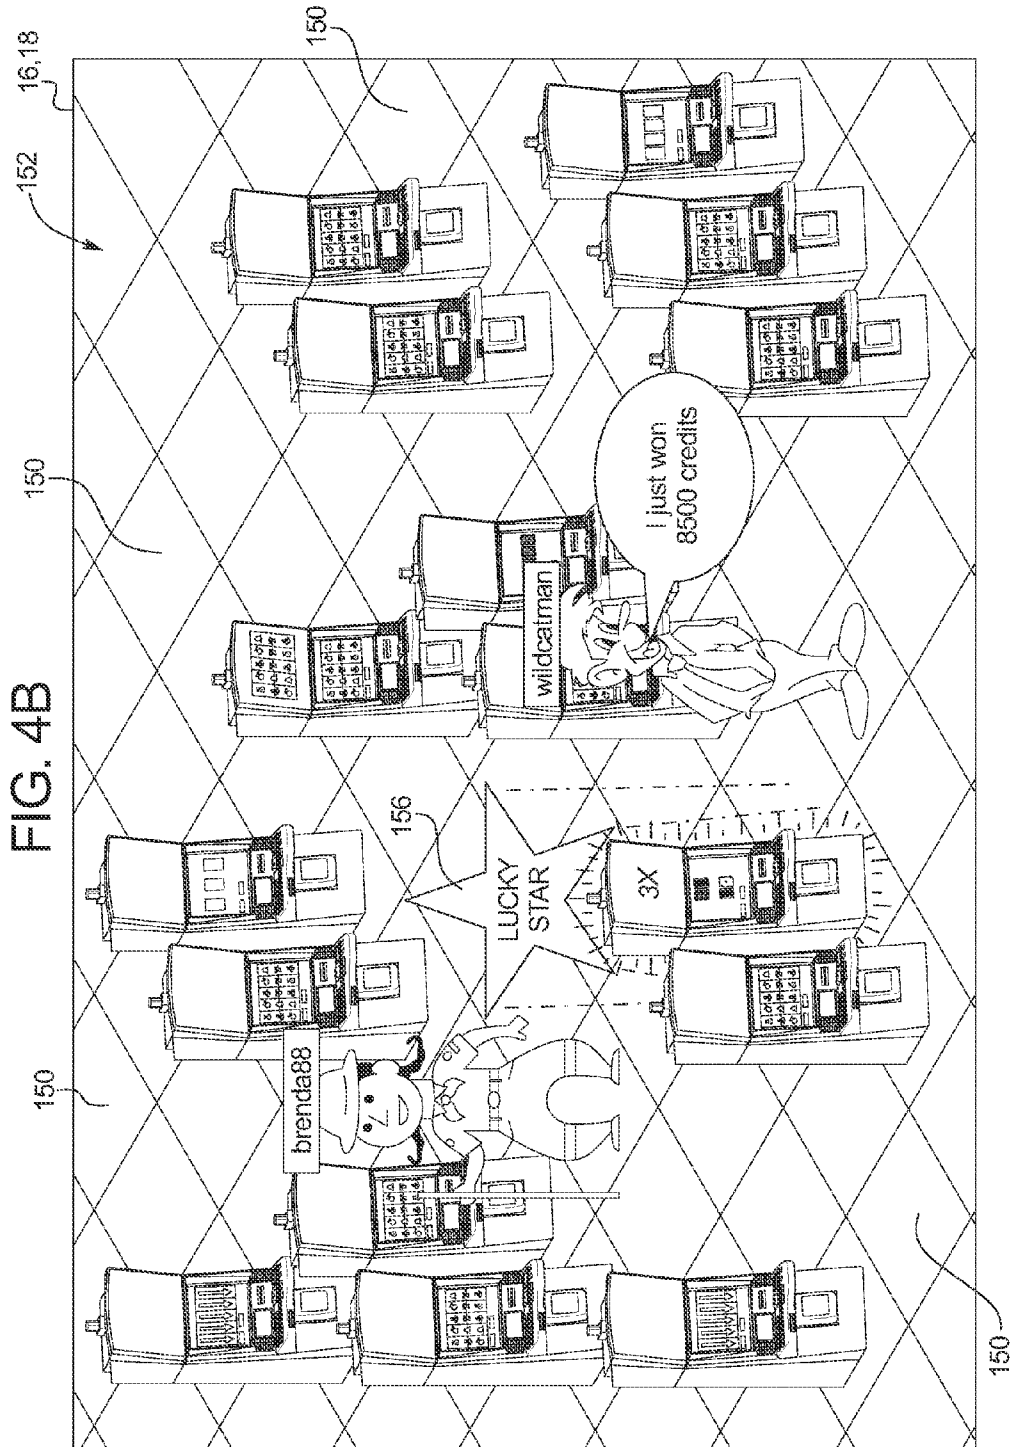 FIG. 4B
16,18
152
150
150
150
150
156
brenda88
wildcatman
I just won
8500 credits
LUCKY
STAR
3X